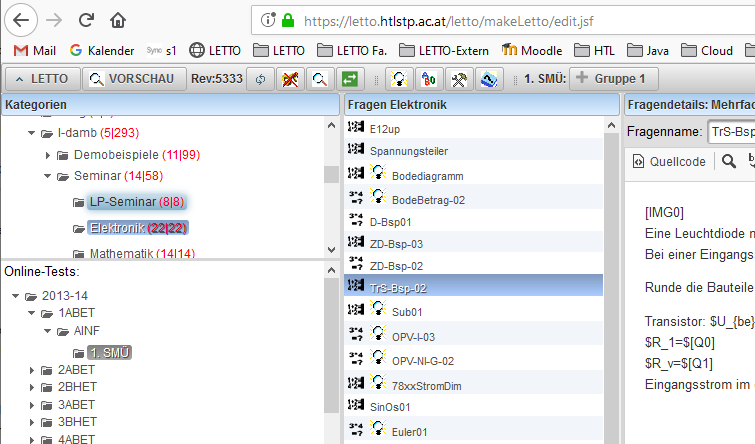 https://letto.htlstp.ac.at/letto/makeLetto/edit.jsf
Gmail Kalender s1 LETTO LETTO LETTO Fa. LETTO-Extern Moodle HTL Java Cloud
LETTO VORSCHAU Rev:5333 1. SMÜ: Gruppe 1
Kategorien
I-damb (5|293)
Demobeispiele (11|99)
Seminar (14|58)
LP-Seminar (8|8)
Elektronik (22|22)
Mathematik (14|14)
Online-Tests:
2013-14
1ABET
AINF
1. SMÜ
2ABET
2BHET
3ABET
3BHET
4ABET
Fragen Elektronik
E12up
Spannungsteiler
Bodediagramm
BodeBetrag-02
D-Bsp01
ZD-Bsp-03
ZD-Bsp-02
TrS-Bsp-02
Sub01
OPV-I-03
OPV-NI-G-02
78xxStromDim
SinOs01
Euler01
Fragendetails: Mehrfac
Fragenname: TrS-Bsp
Quellcode
[IMG0]
Eine Leuchtdiode m
Bei einer Eingangs
Runde die Bauteile
Transistor: $U_{be}
$R_1=$[Q0]
$R_v=$[Q1]
Eingangsstrom im